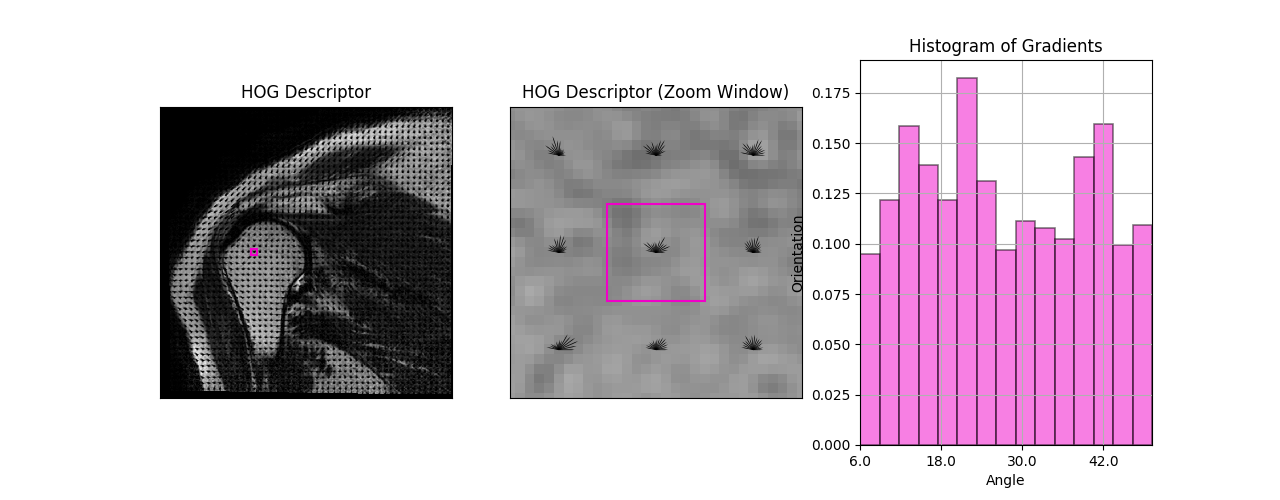 HOG Descriptor
HOG Descriptor (Zoom Window)
Histogram of Gradients
Orientation
0.175
0.150
0.125
0.100
0.075
0.050
0.025
0.000
6.0 18.0 30.0 42.0
Angle